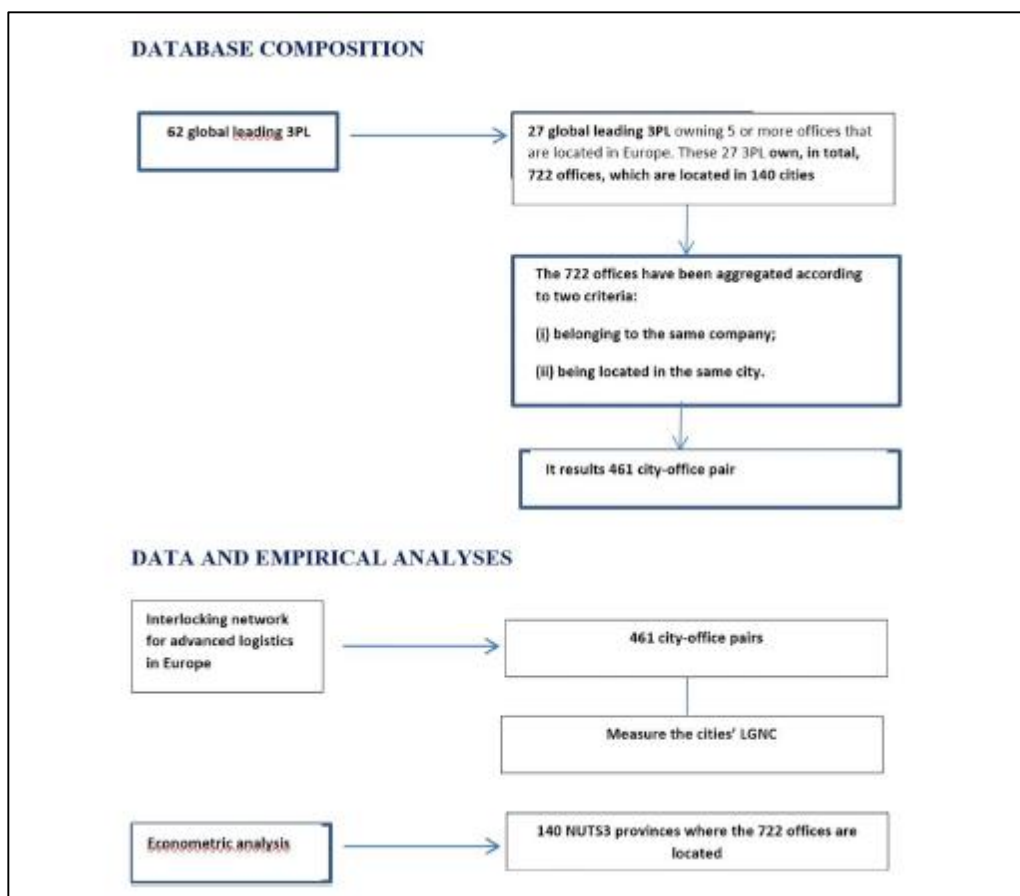 DATABASE COMPOSITION
62 global leading 3PL
27 global leading 3PL owning 5 or more offices that
are located in Europe. These 27 3PL own, in total,
722 offices, which are located in 140 cities
The 722 offices have been aggregated according
to two criteria:
(i) belonging to the same company;
(ii) being located in the same city.
It results 461 city-office pair
DATA AND EMPIRICAL ANALYSES
Interlocking network
for advanced logistics
in Europe
461 city-office pairs
Measure the cities' LGNC
Econometric analysis
140 NUTS3 provinces where the 722 offices are
located